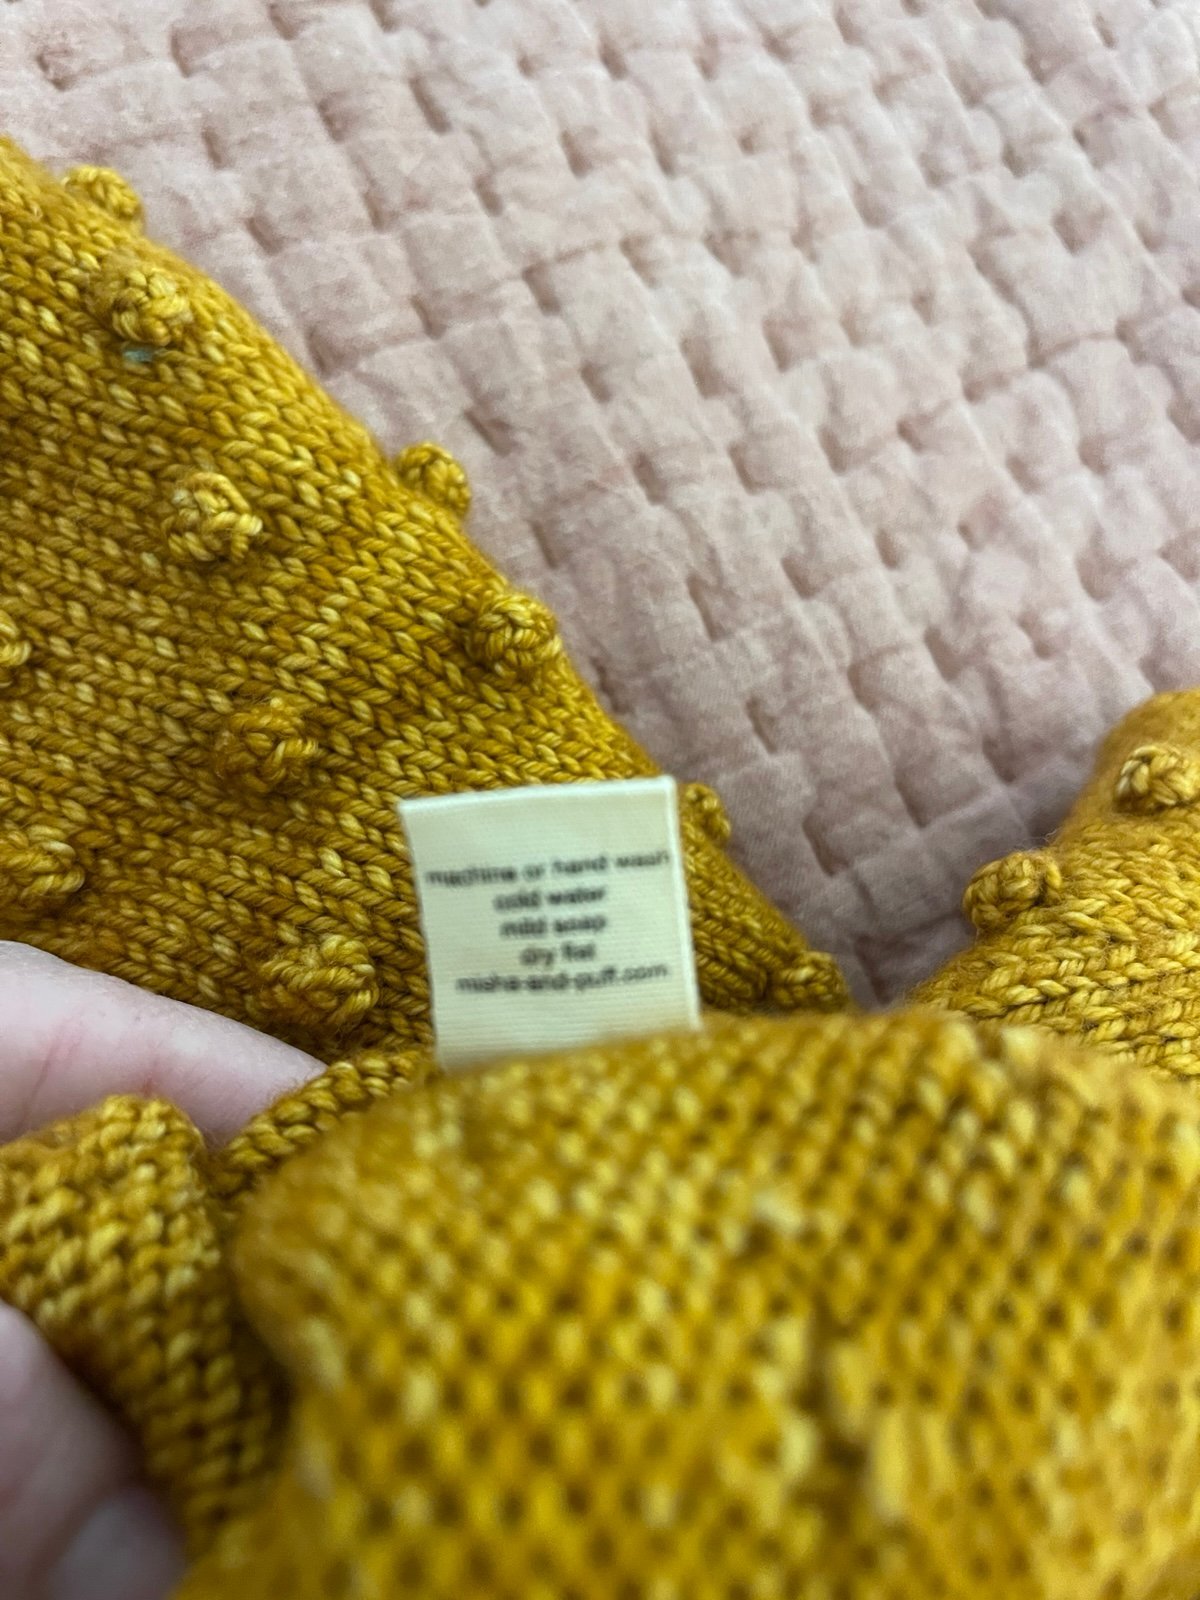 machine or hand wash
cold water
mild soap
dry flat
misha-and-puff.com